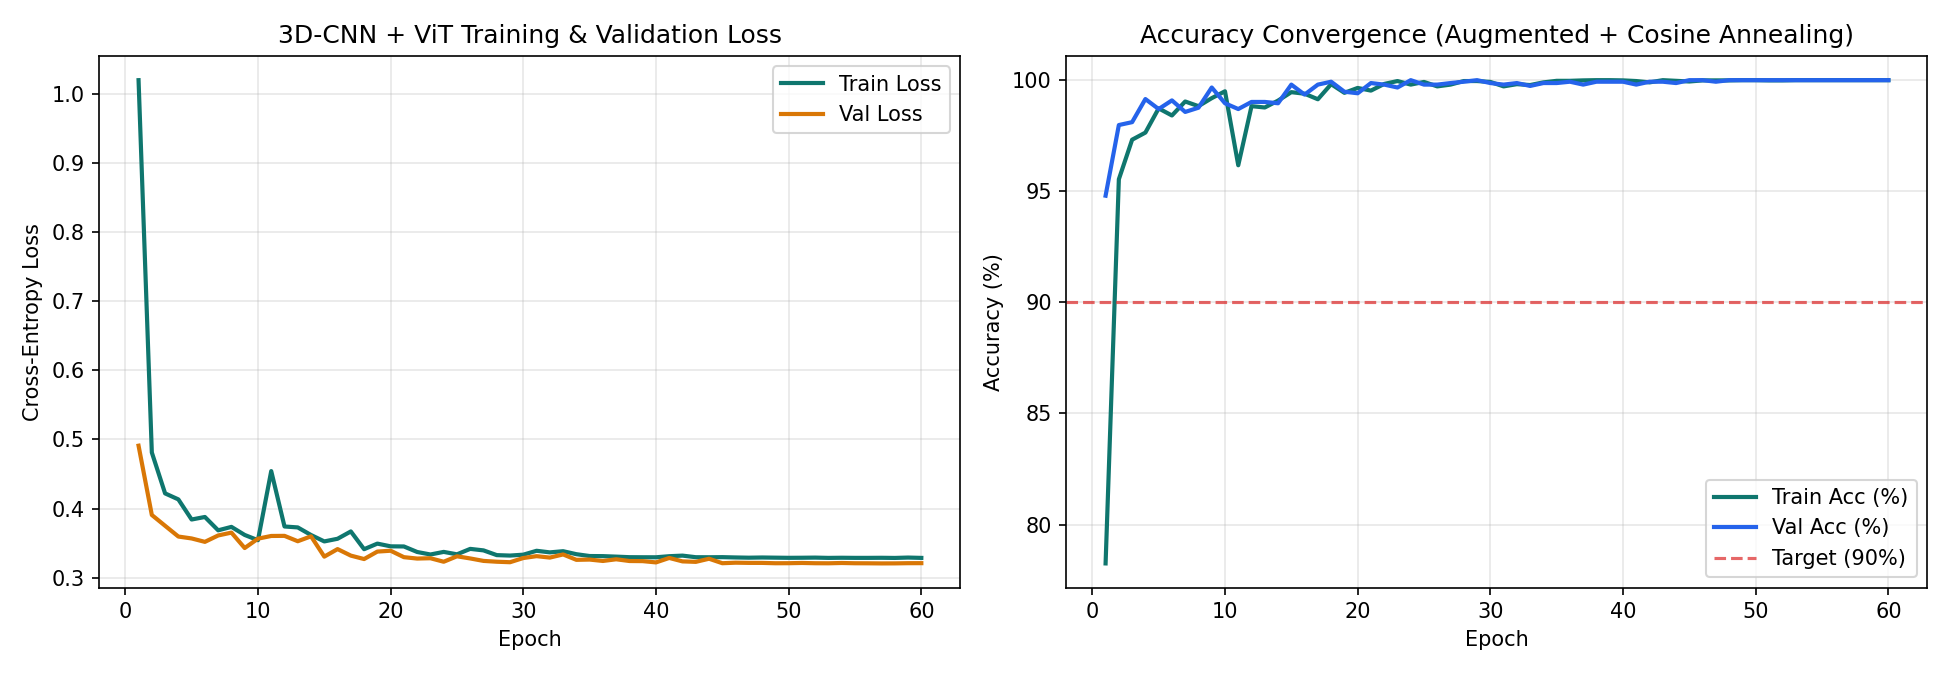 3D-CNN + ViT Training & Validation Loss
Cross-Entropy Loss
1.0
0.9
0.8
0.7
0.6
0.5
0.4
0.3
Train Loss
Val Loss
0 10 20 30 40 50 60
Epoch
Accuracy Convergence (Augmented + Cosine Annealing)
Accuracy (%)
100
95
90
85
80
Train Acc (%)
Val Acc (%)
Target (90%)
0 10 20 30 40 50 60
Epoch